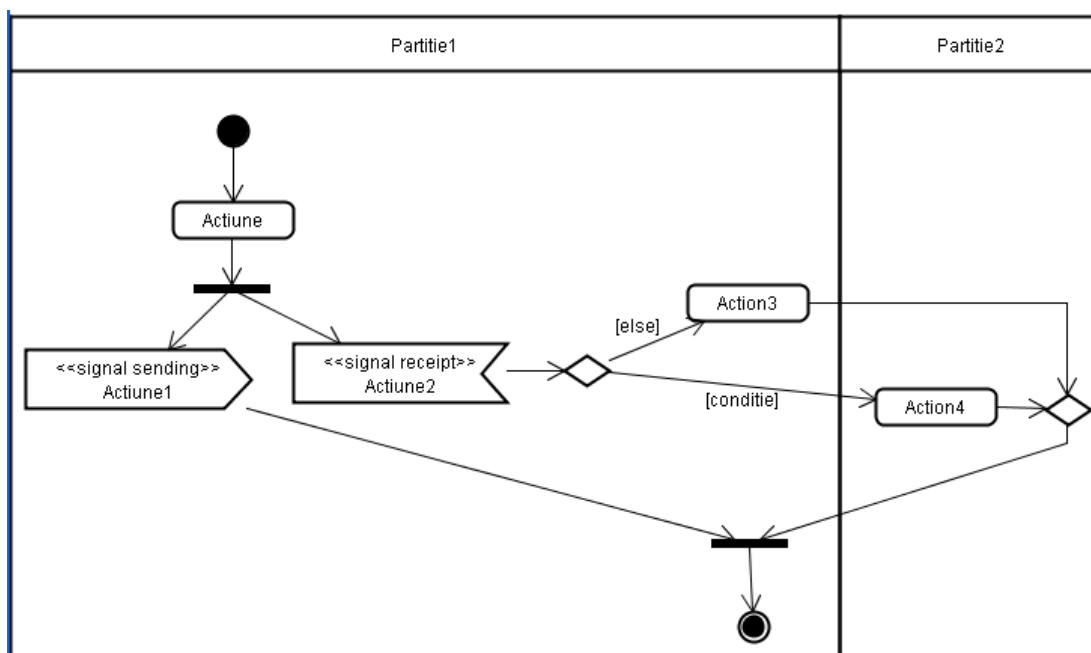 Partitie1
Partitie2
Actiune
Action3
[else]
<<signal sending>>
Actiune1
<<signal receipt>>
Actiune2
[conditie]
Action4